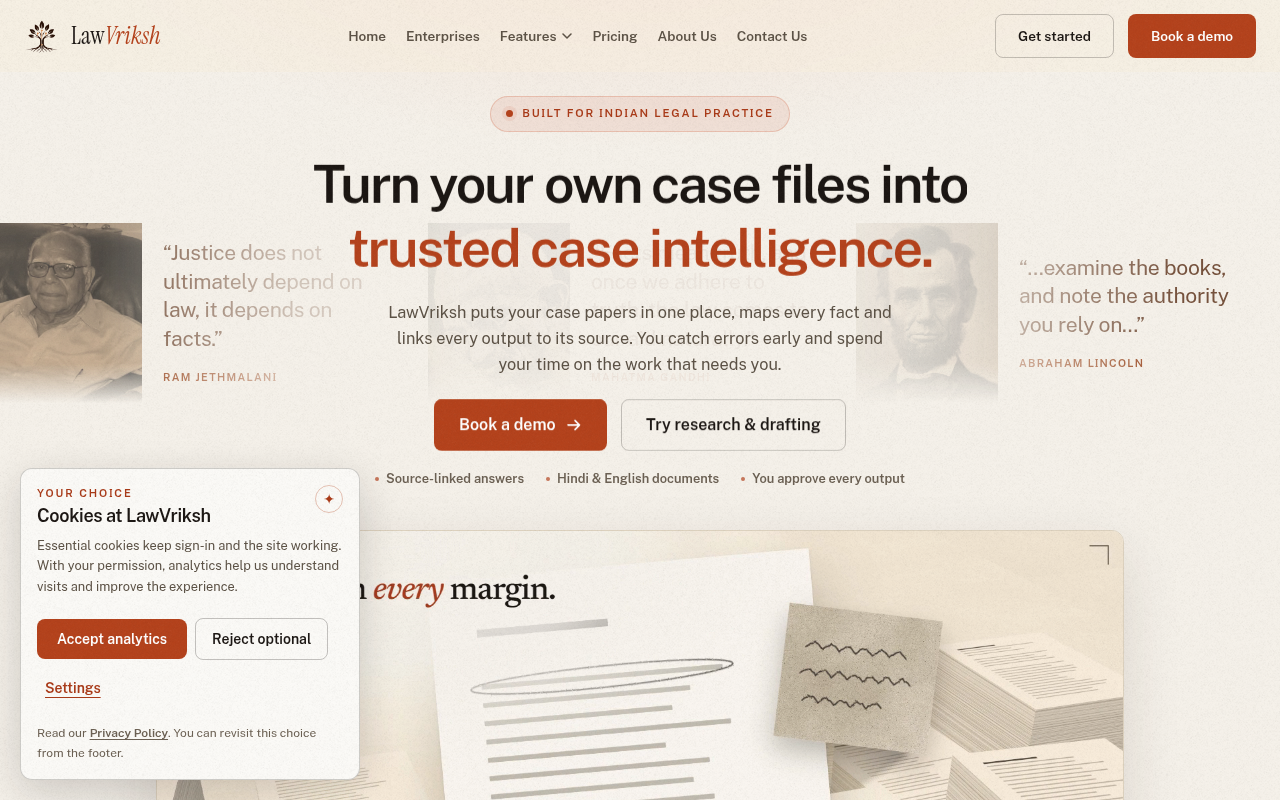 LawVriksh
Home
Enterprises
Features
Pricing
About Us
Contact Us
Get started
Book a demo
BUILT FOR INDIAN LEGAL PRACTICE
Turn your own case files into
trusted case intelligence.
“Justice does not
ultimately depend on
law, it depends on
facts.”
RAM JETHMALANI
once we adhere to
MAHATMA GANDHI
“…examine the books,
and note the authority
you rely on…”
ABRAHAM LINCOLN
LawVriksh puts your case papers in one place, maps every fact and
links every output to its source. You catch errors early and spend
your time on the work that needs you.
Book a demo →
Try research & drafting
• Source-linked answers
• Hindi & English documents
• You approve every output
YOUR CHOICE
Cookies at LawVriksh
Essential cookies keep sign-in and the site working.
With your permission, analytics help us understand
visits and improve the experience.
Accept analytics
Reject optional
Settings
Read our Privacy Policy. You can revisit this choice
from the footer.
every margin.